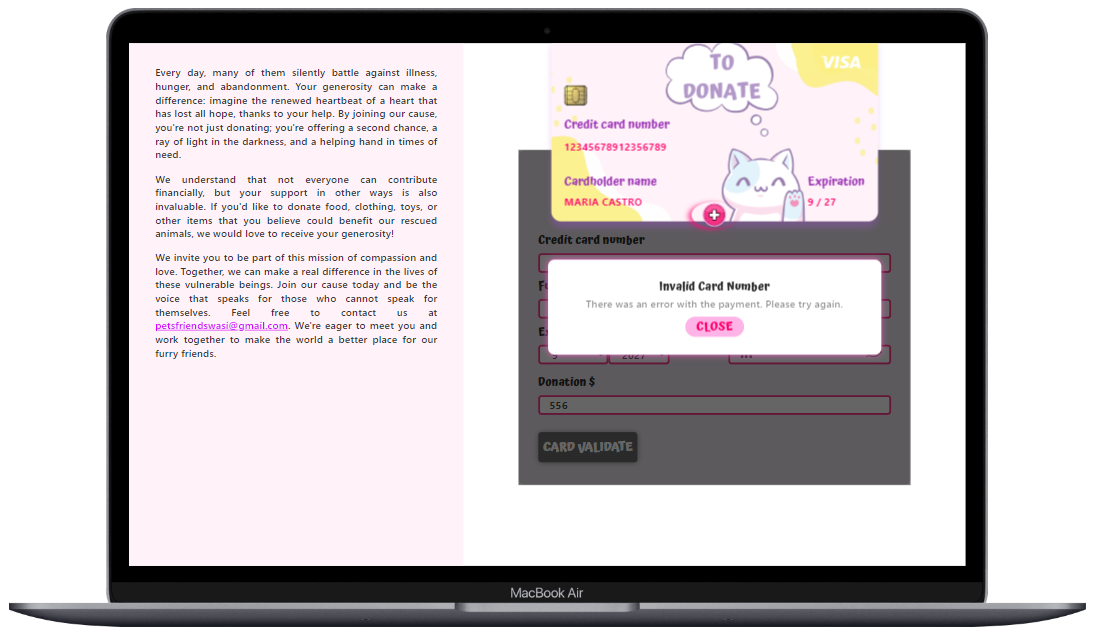 Every day, many of them silently battle against illness,
hunger, and abandonment. Your generosity can make a
difference: imagine the renewed heartbeat of a heart that
has lost all hope, thanks to your help. By joining our cause,
you're not just donating; you're offering a second chance, a
ray of light in the darkness, and a helping hand in times of
need.
We understand that not everyone can contribute
financially, but your support in other ways is also
invaluable. If you'd like to donate food, clothing, toys, or
other items that you believe could benefit our rescued
animals, we would love to receive your generosity!
We invite you to be part of this mission of compassion and
love. Together, we can make a real difference in the lives of
these vulnerable beings. Join our cause today and be the
voice that speaks for those who cannot speak for
themselves. Feel free to contact us at
petsfriendswasi@gmail.com. We're eager to meet you and
work together to make the world a better place for our
furry friends.
TO
DONATE
VISA
Credit card number
12345678912356789
Cardholder name
Expiration
MARIA CASTRO
9 / 27
Credit card number
Invalid Card Number
There was an error with the payment. Please try again.
CLOSE
2027
Donation $
556
CARD VALIDATE
MacBook Air